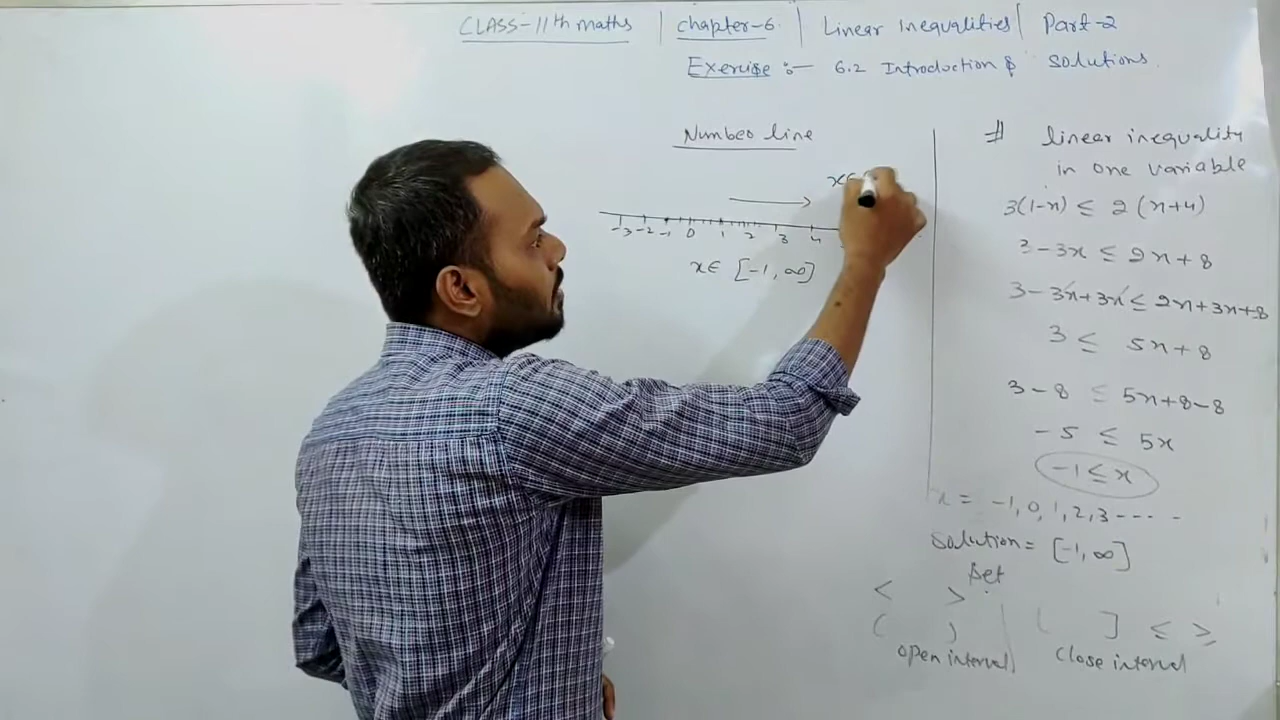 CLASS-11th maths | chapter-6 | Linear Inequalities | Part-2
Exercise :- 6.2 Introduction & solutions
Number line
x∈
-3 -2 -1 0 1 2 3 4
x∈ [-1, ∞]
# linear inequality
in one variable
3(1-x) ≤ 2(x+4)
3-3x ≤ 2x+8
3-3x+3x ≤ 2x+3x+8
3 ≤ 5x+8
3-8 ≤ 5x+8-8
-5 ≤ 5x
-1 ≤ x
x = -1, 0, 1, 2, 3 -----
solution = [-1, ∞]
set
< >
( ) [ ] ≤ ≥
open interval close interval